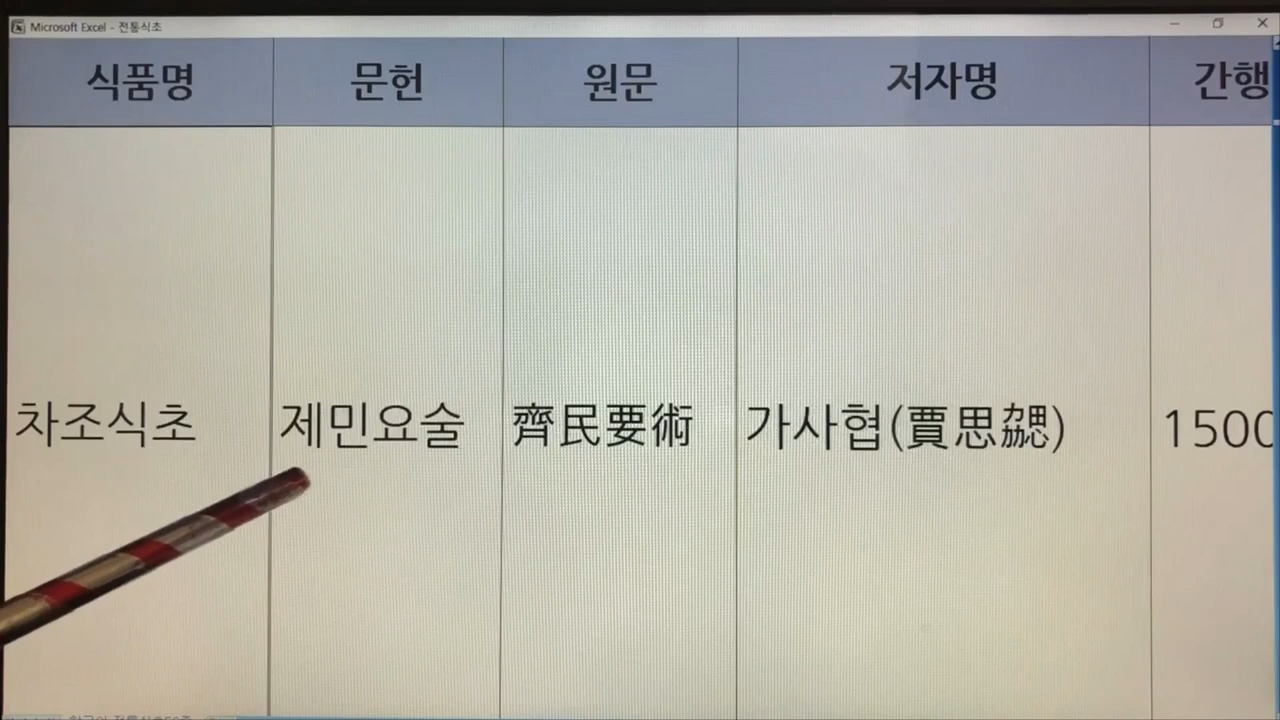 Microsoft Excel - 전통식초
식품명 문헌 원문 저자명 간행
차조식초 제민요술 齊民要術 가사협(賈思勰) 1500